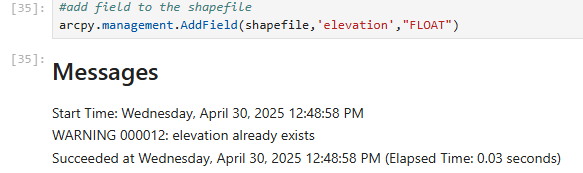 [35]: #add field to the shapefile
arcpy.management.AddField(shapefile,'elevation',"FLOAT")
[35]: Messages
Start Time: Wednesday, April 30, 2025 12:48:58 PM
WARNING 000012: elevation already exists
Succeeded at Wednesday, April 30, 2025 12:48:58 PM (Elapsed Time: 0.03 seconds)